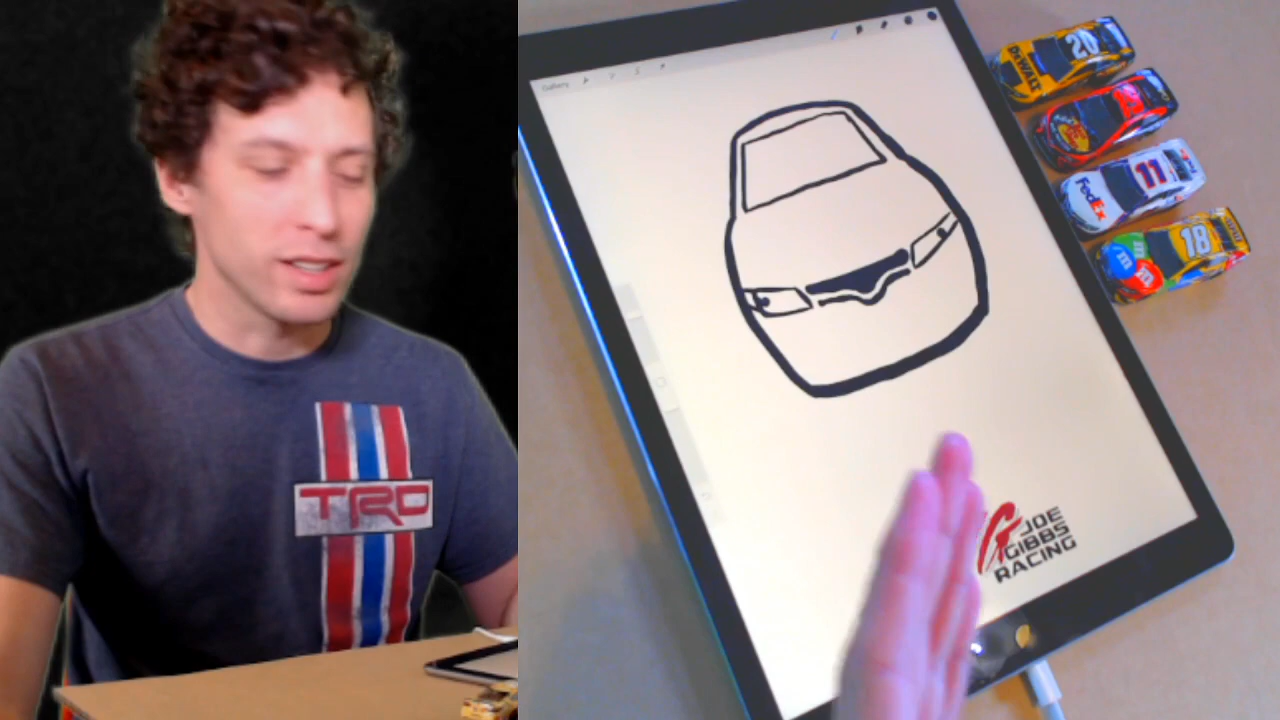 TRD
Gallery
20
DEWALT
11
FedEx
18
m
m
JOE
GIBBS
RACING